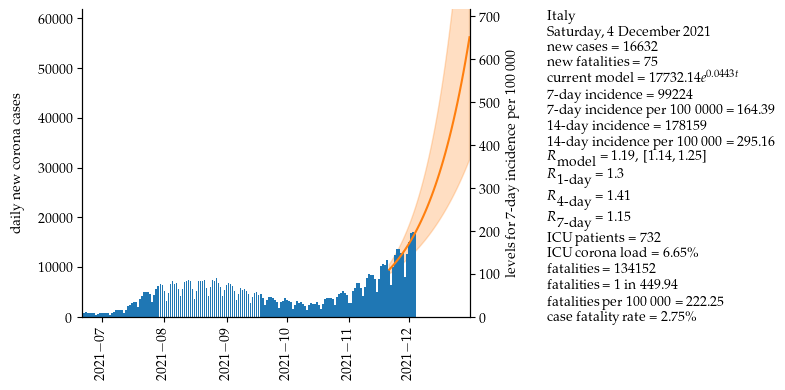 60000
50000
40000
30000
20000
10000
0
daily new corona cases
2021−07
2021−08
2021−09
2021−10
2021−11
2021−12
700
600
500
400
300
200
100
0
levels for 7-day incidence per 100 000
Italy
Saturday, 4 December 2021
new cases = 16632
new fatalities = 75
current model = 17732.14e^{0.0443t}
7-day incidence = 99224
7-day incidence per 100 0000 = 164.39
14-day incidence = 178159
14-day incidence per 100 000 = 295.16
R_model = 1.19, [1.14, 1.25]
R_1-day = 1.3
R_4-day = 1.41
R_7-day = 1.15
ICU patients = 732
ICU corona load = 6.65%
fatalities = 134152
fatalities = 1 in 449.94
fatalities per 100 000 = 222.25
case fatality rate = 2.75%